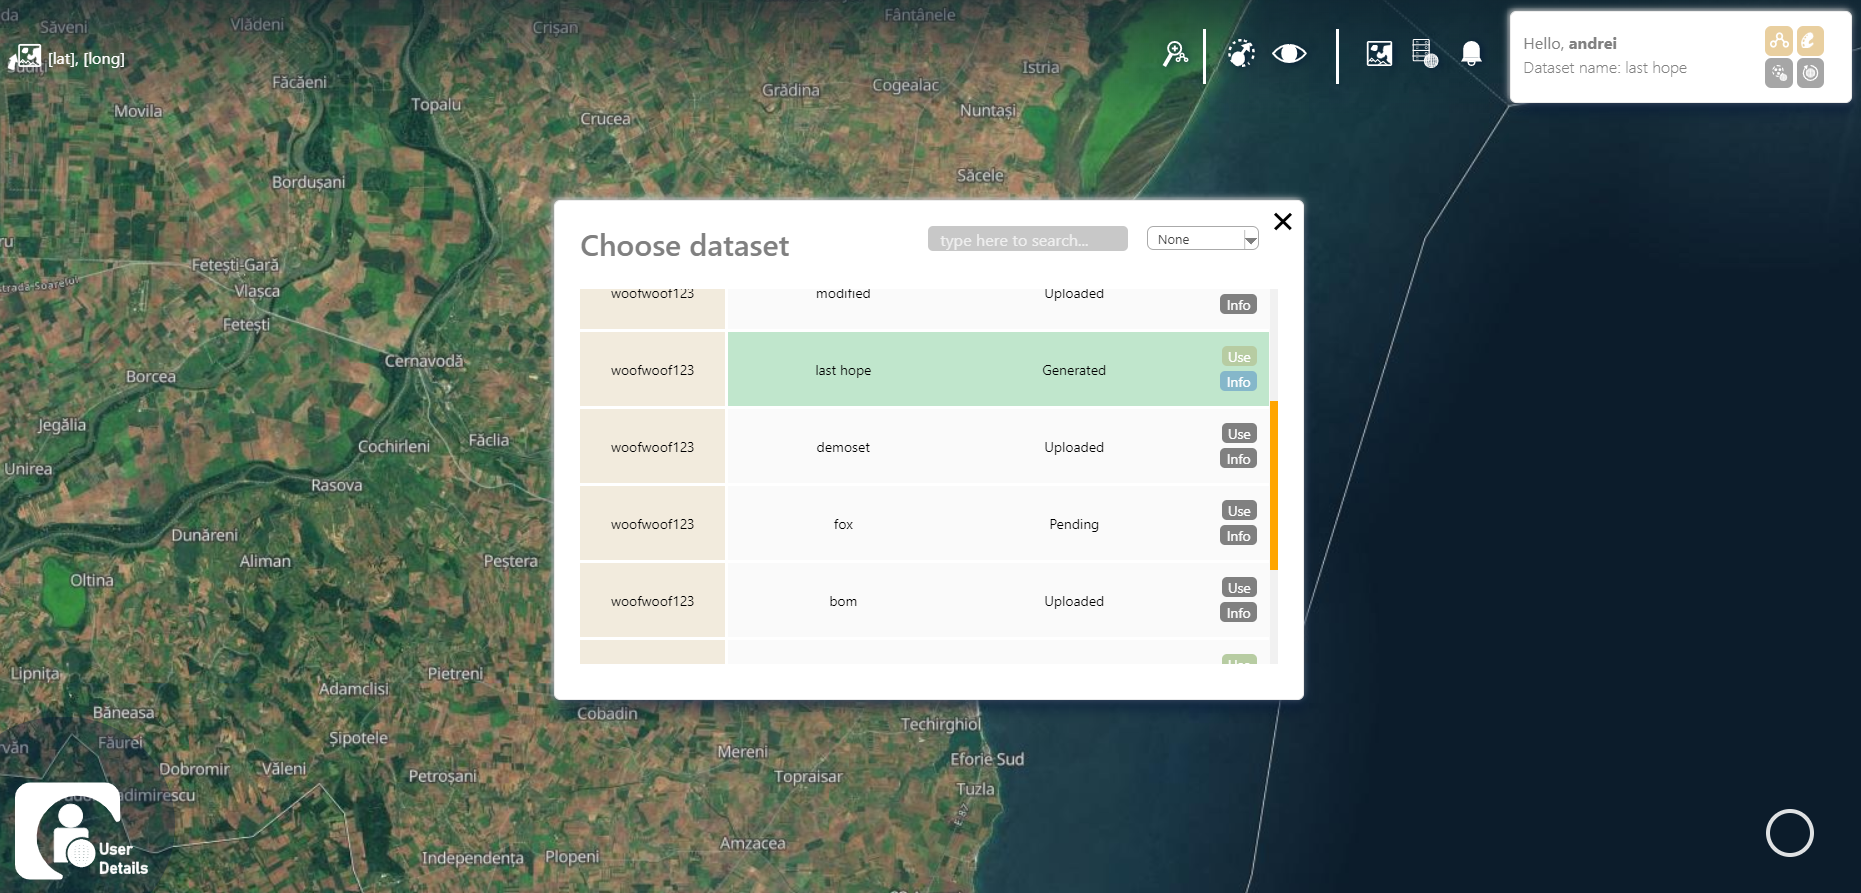 Săveni
Vlădeni
Crișan
Fântânele
[lat], [long]
Făcăeni
Istria
Hello, andrei
Dataset name: last hope
Movila
Topalu
Grădina
Cogealac
Nuntași
Crucea
Bordușani
Săcele
Choose dataset
type here to search...
None
Fetești-Gară
Vlașca
Fetești
Cernavodă
Borcea
Jegălia
Cochirleni
Făclia
Unirea
Rasova
Dunăreni
Aliman
Peștera
Oltina
woofwoof123 modified Uploaded Info
woofwoof123 last hope Generated Use Info
woofwoof123 demoset Uploaded Use Info
woofwoof123 fox Pending Use Info
woofwoof123 bom Uploaded Use Info
Use
Lipnița
Pietreni
Adamclisi
Băneasa
Cobadin
Techirghiol
Făurei
Șipotele
Mereni
Eforie Sud
Dobromir
Văleni
Petroșani
Topraisar
Tuzla
E 87
Amzacea
User
Details
Independența
Plopeni